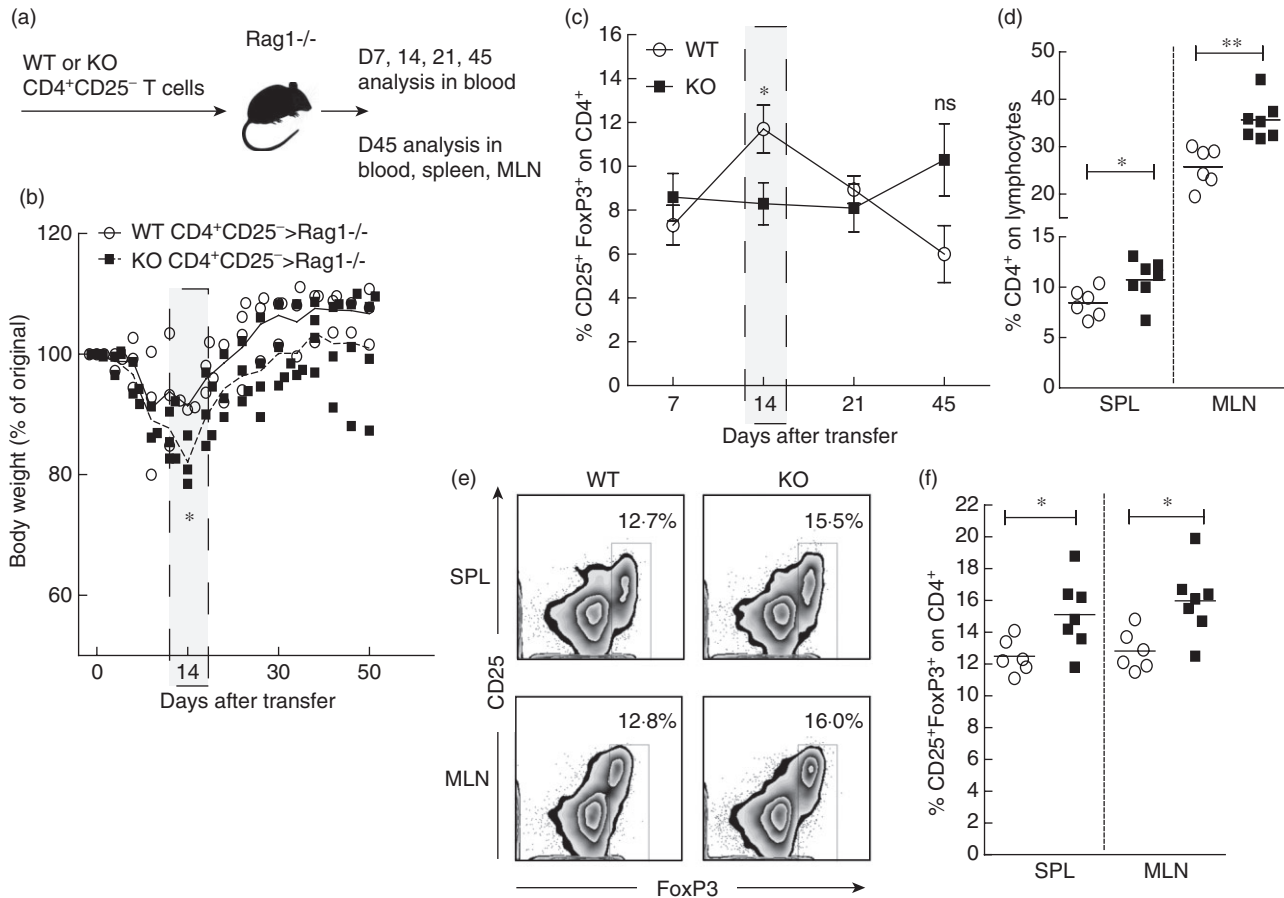 (a)
WT or KO
CD4⁺CD25⁻ T cells
Rag1-/-
D7, 14, 21, 45
analysis in blood
D45 analysis in
blood, spleen, MLN
(b)
WT CD4⁺CD25⁻>Rag1-/-
KO CD4⁺CD25⁻>Rag1-/-
Body weight (% of original)
120
100
80
60
*
0 14 30 50
Days after transfer
(c)
WT
KO
% CD25⁺ FoxP3⁺ on CD4⁺
16
14
12
10
8
6
4
2
0
*
ns
7 14 21 45
Days after transfer
(d)
% CD4⁺ on lymphocytes
50
40
30
20
15
10
5
0
*
**
SPL MLN
(e)
WT KO
SPL
12·7% 15·5%
MLN
12·8% 16·0%
CD25
FoxP3
(f)
% CD25⁺FoxP3⁺ on CD4⁺
22
20
18
16
14
12
10
8
6
4
2
0
*
*
SPL MLN